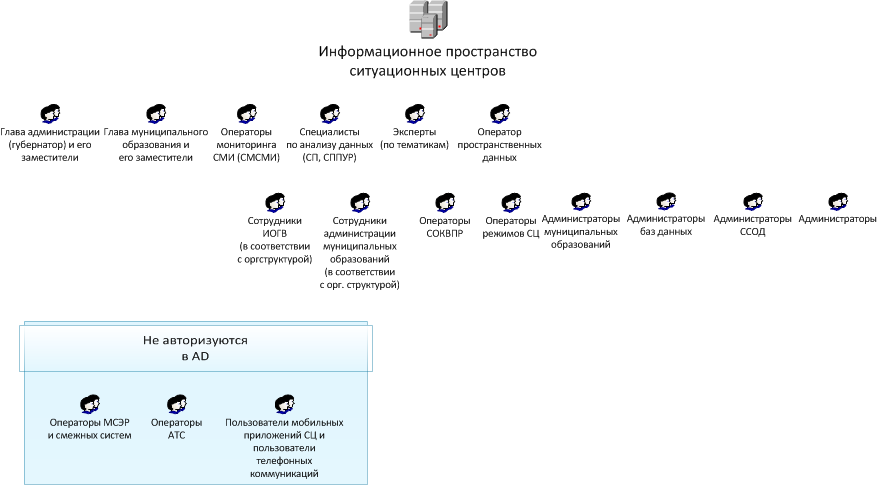 Информационное пространство
ситуационных центров
Глава администрации
(губернатор) и его
заместители
Глава муниципального
образования и
его заместители
Операторы
мониторинга
СМИ (СМСМИ)
Специалисты
по анализу данных
(СП, СППУР)
Эксперты
(по тематикам)
Оператор
пространственных
данных
Сотрудники
ИОГВ
(в соответствии
с оргструктурой)
Сотрудники
администрации
муниципальных
образований
(в соответствии
с орг. структурой)
Операторы
СОКВПР
Операторы
режимов СЦ
Администраторы
муниципальных
образований
Администраторы
баз данных
Администраторы
ССОД
Администраторы
Не авторизуются
в AD
Операторы МСЭР
и смежных систем
Операторы
АТС
Пользователи мобильных
приложений СЦ и
пользователи
телефонных
коммуникаций